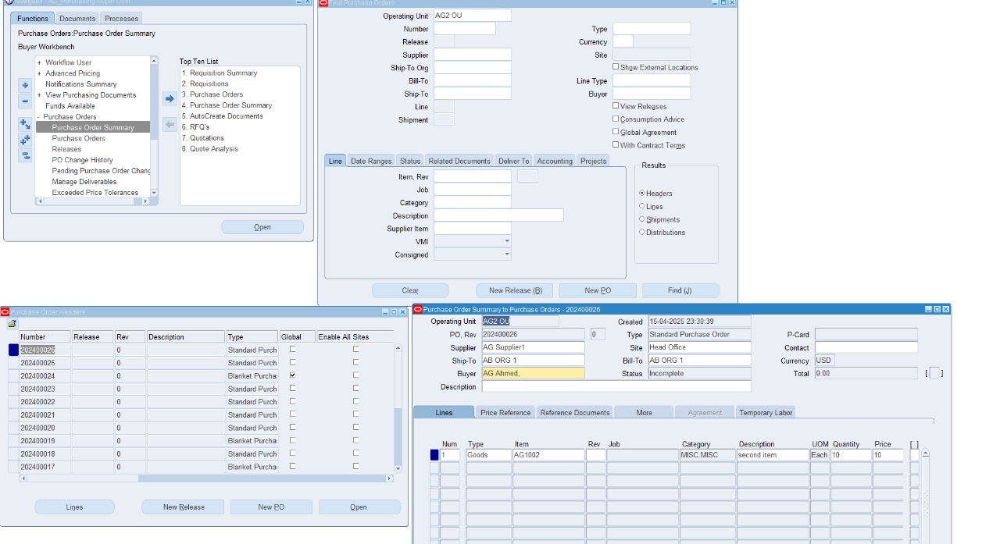 Navigator - AG_Purchasing Super User
Functions
Documents
Processes
Purchase Orders:Purchase Order Summary
Buyer Workbench
+ Workflow User
+ Advanced Pricing
Notifications Summary
+ View Purchasing Documents
Funds Available
- Purchase Orders
Purchase Order Summary
Purchase Orders
Releases
PO Change History
Pending Purchase Order Chang
Manage Deliverables
Exceeded Price Tolerances
Top Ten List
1. Requisition Summary
2. Requisitions
3. Purchase Orders
4. Purchase Order Summary
5. AutoCreate Documents
6. RFQ's
7. Quotations
8. Quote Analysis
Open
Find Purchase Orders
Operating Unit AG2 OU
Number
Type
Release
Currency
Supplier
Site
Ship-To Org
Show External Locations
Bill-To
Line Type
Ship-To
Buyer
Line
View Releases
Shipment
Consumption Advice
Global Agreement
With Contract Terms
Line
Date Ranges
Status
Related Documents
Deliver To
Accounting
Projects
Item, Rev
Job
Category
Description
Supplier Item
VMI
Consigned
Results
Headers
Lines
Shipments
Distributions
Clear
New Release (B)
New PO
Find (J)
Purchase Order Headers
Number Release Rev Description Type Global Enable All Sites
202400026 0 Standard Purch
202400025 0 Standard Purch
202400024 0 Blanket Purcha
202400023 0 Standard Purch
202400022 0 Standard Purch
202400021 0 Standard Purch
202400020 0 Standard Purch
202400019 0 Blanket Purcha
202400018 0 Standard Purch
202400017 0 Blanket Purcha
Lines
New Release
New PO
Open
Purchase Order Summary to Purchase Orders - 202400026
Operating Unit AG2 OU Created 15-04-2025 23:30:39
PO, Rev 202400026 0 Type Standard Purchase Order P-Card
Supplier AG Supplier1 Site Head Office Contact
Ship-To AB ORG 1 Bill-To AB ORG 1 Currency USD
Buyer AG Ahmed, Status Incomplete Total 0.00 [ ]
Description
Lines
Price Reference
Reference Documents
More
Agreement
Temporary Labor
Num Type Item Rev Job Category Description UOM Quantity Price [ ]
1 Goods AG1002 MISC.MISC second item Each 10 10 .